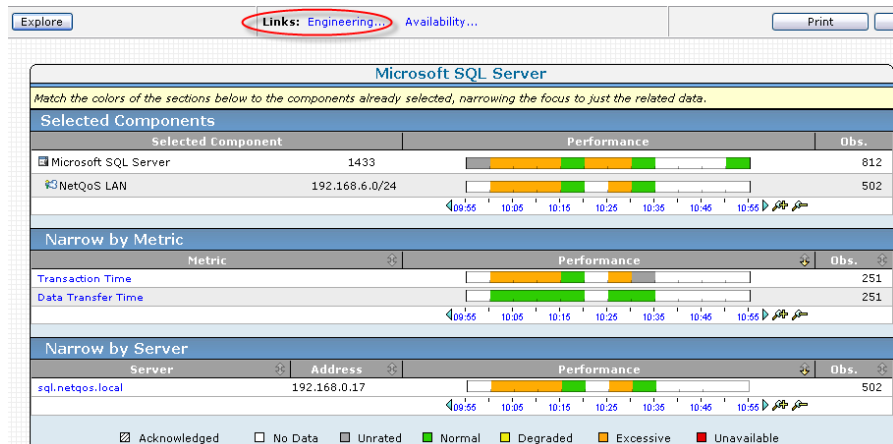 Explore Links: Engineering... Availability... Print
Microsoft SQL Server
Match the colors of the sections below to the components already selected, narrowing the focus to just the related data.
Selected Components
Selected Component Performance Obs.
Microsoft SQL Server 1433 812
NetQoS LAN 192.168.6.0/24 502
09:55 10:05 10:15 10:25 10:35 10:45 10:55
Narrow by Metric
Metric Performance Obs.
Transaction Time 251
Data Transfer Time 251
09:55 10:05 10:15 10:25 10:35 10:45 10:55
Narrow by Server
Server Address Performance Obs.
sql.netqos.local 192.168.0.17 502
09:55 10:05 10:15 10:25 10:35 10:45 10:55
Acknowledged No Data Unrated Normal Degraded Excessive Unavailable